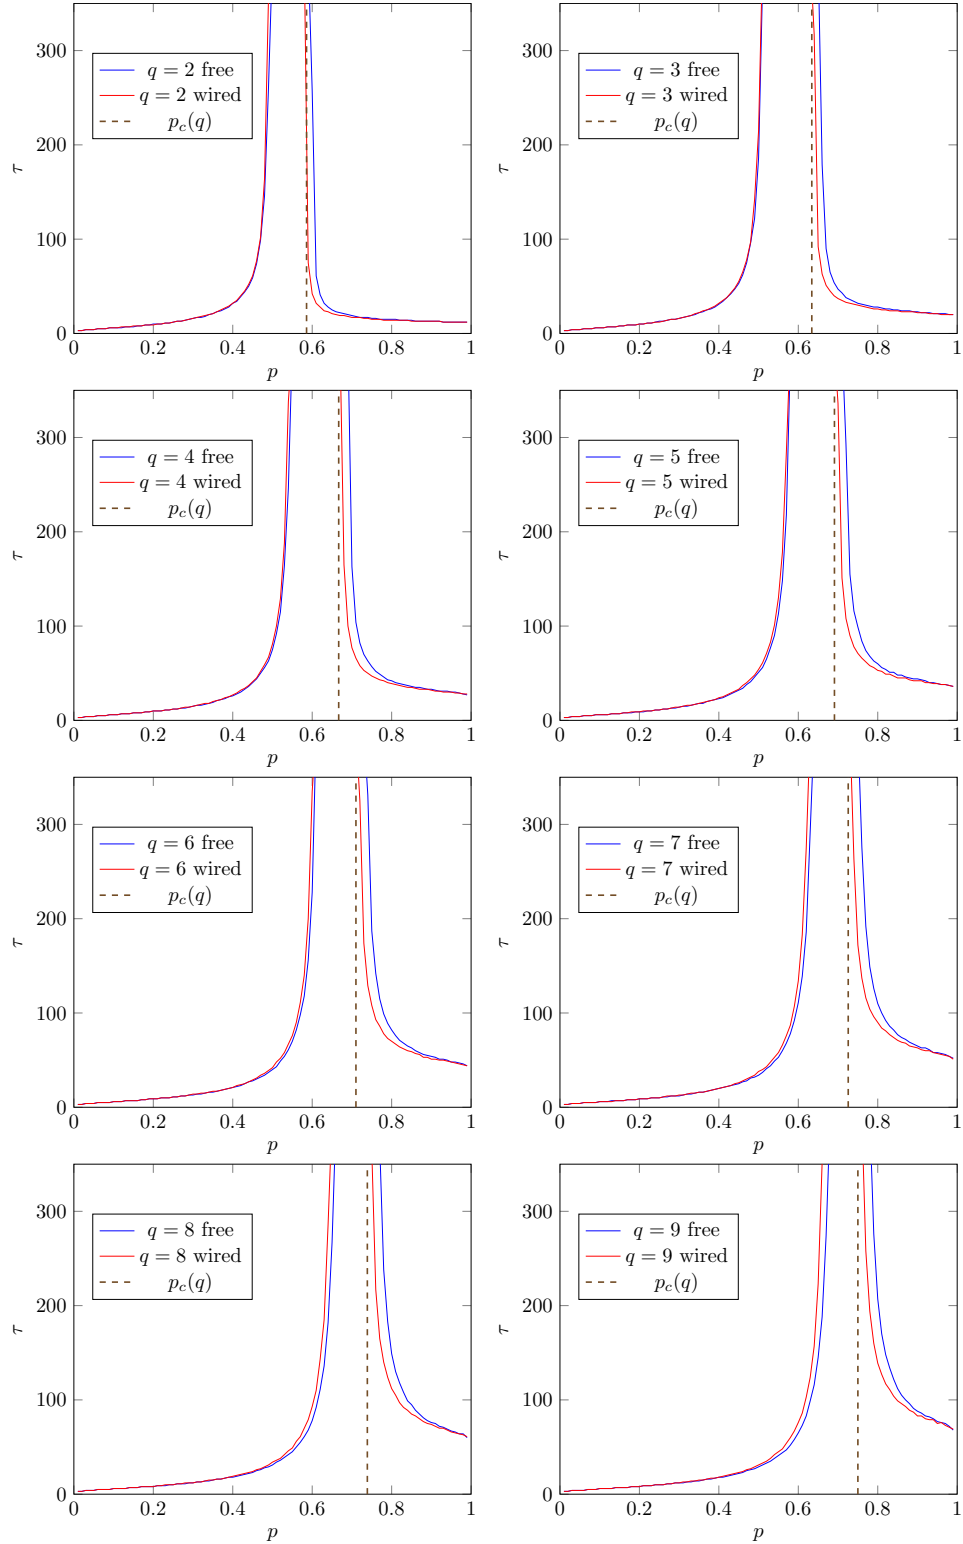 300
200
100
0
τ
q = 2 free
q = 2 wired
p_c(q)
0 0.2 0.4 0.6 0.8 1
p
300
200
100
0
τ
q = 3 free
q = 3 wired
p_c(q)
0 0.2 0.4 0.6 0.8 1
p
300
200
100
0
τ
q = 4 free
q = 4 wired
p_c(q)
0 0.2 0.4 0.6 0.8 1
p
300
200
100
0
τ
q = 5 free
q = 5 wired
p_c(q)
0 0.2 0.4 0.6 0.8 1
p
300
200
100
0
τ
q = 6 free
q = 6 wired
p_c(q)
0 0.2 0.4 0.6 0.8 1
p
300
200
100
0
τ
q = 7 free
q = 7 wired
p_c(q)
0 0.2 0.4 0.6 0.8 1
p
300
200
100
0
τ
q = 8 free
q = 8 wired
p_c(q)
0 0.2 0.4 0.6 0.8 1
p
300
200
100
0
τ
q = 9 free
q = 9 wired
p_c(q)
0 0.2 0.4 0.6 0.8 1
p